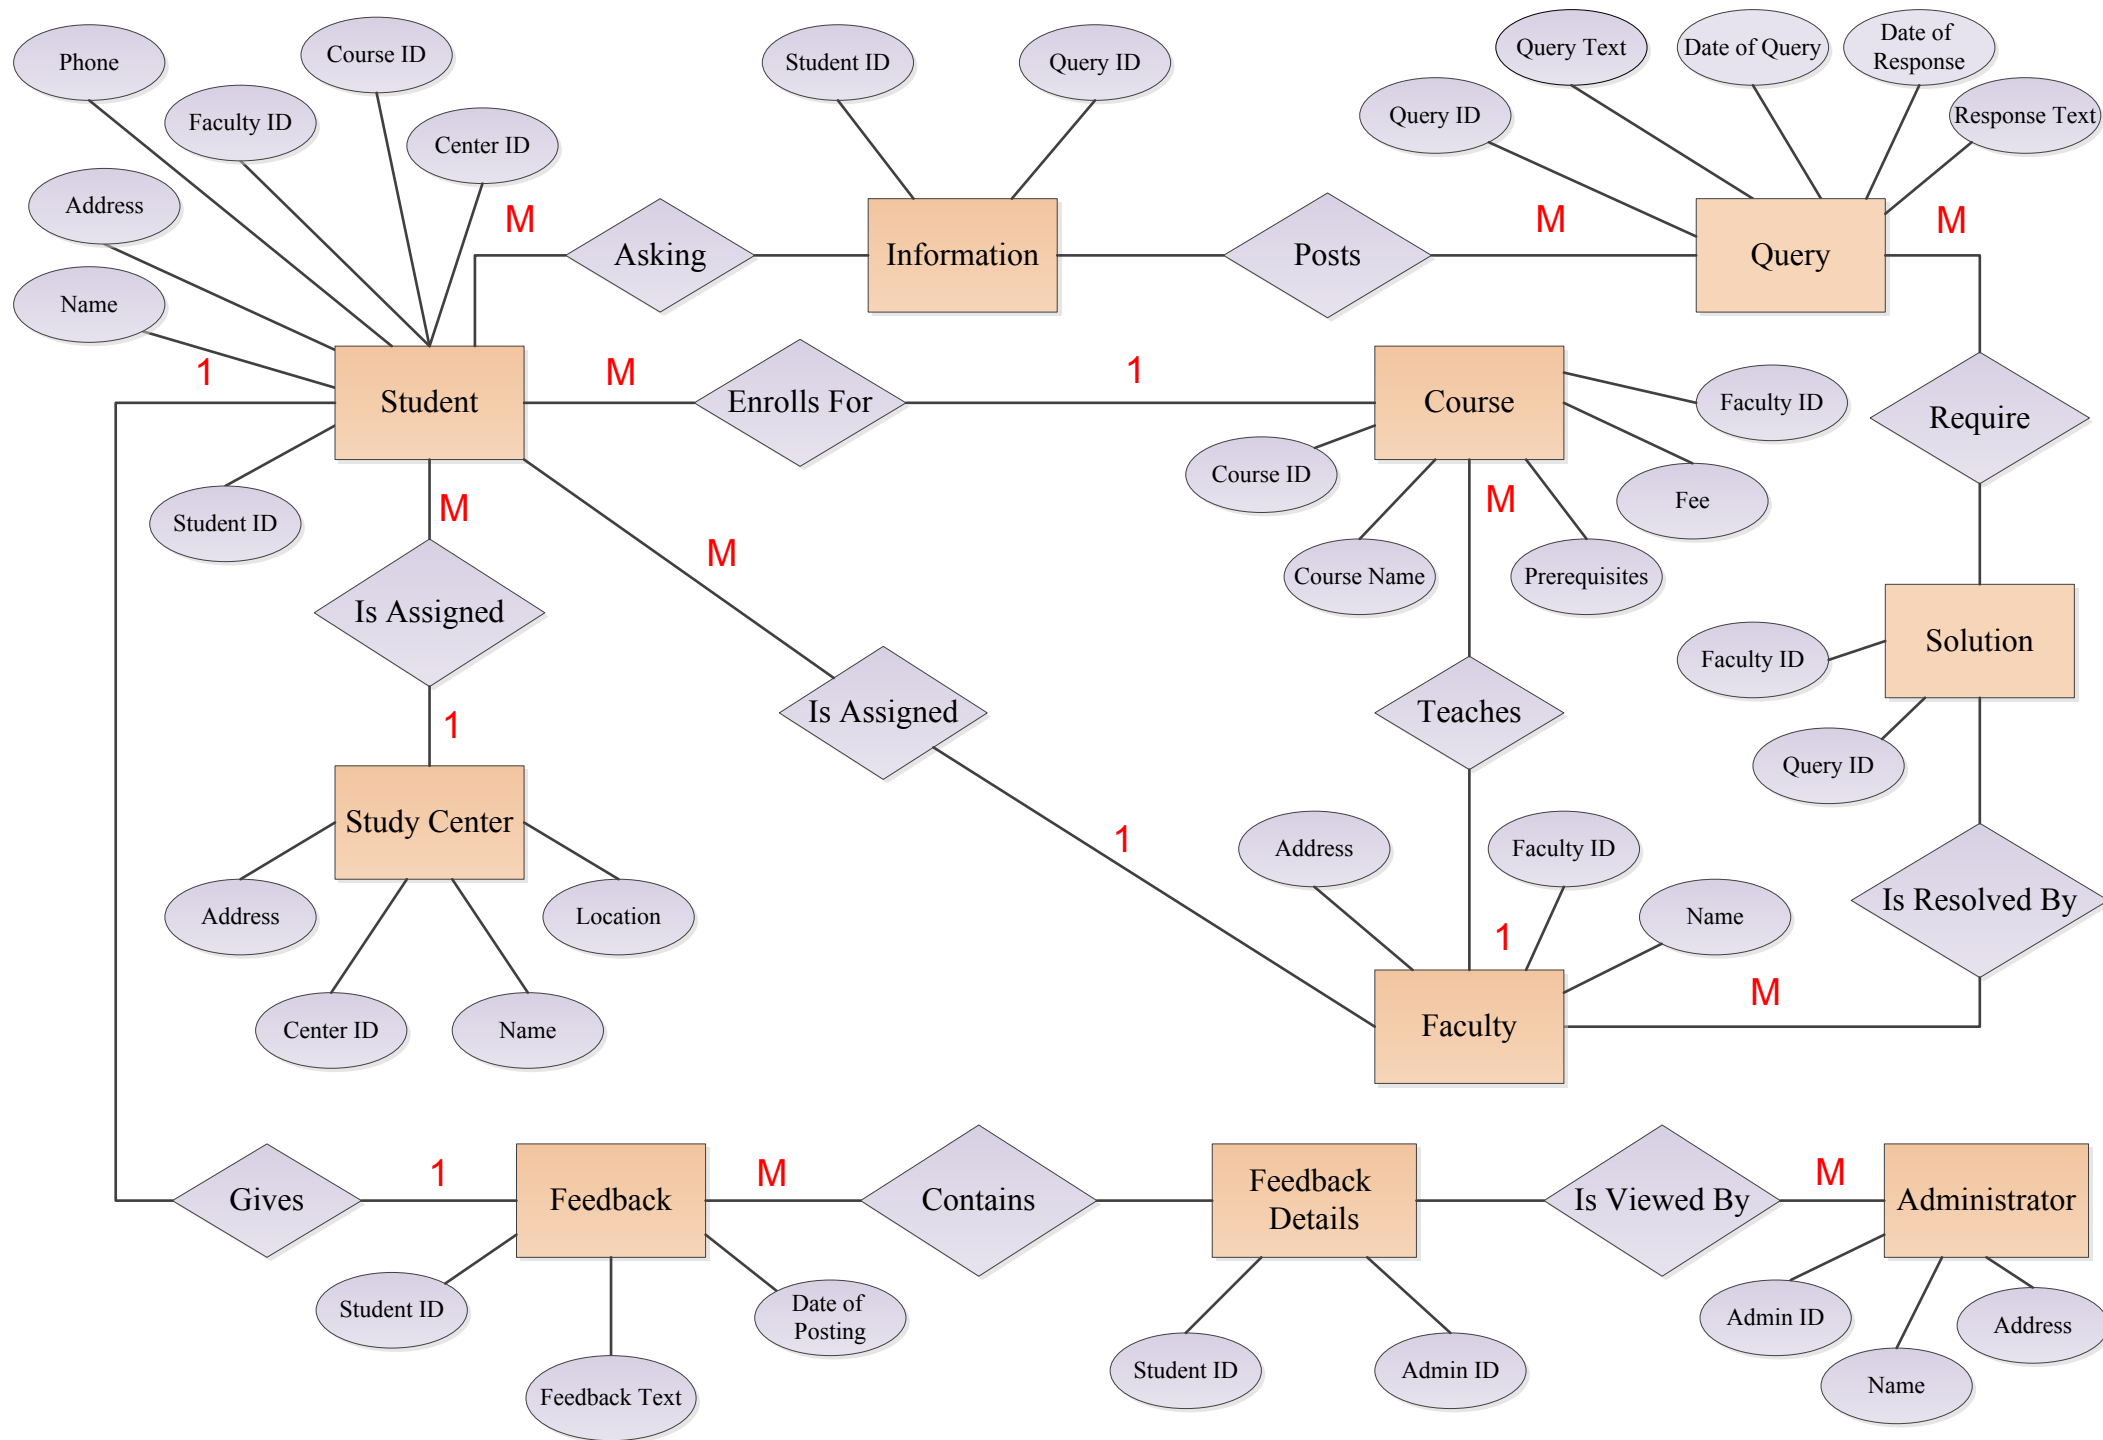 Phone
Course ID
Student ID
Query ID
Query Text
Date of Query
Date of
Response
Faculty ID
Center ID
Query ID
Response Text
Address
M
M
M
Asking
Information
Posts
Query
Name
1
M
1
Student
Enrolls For
Course
Faculty ID
Require
Course ID
Fee
M
M
Student ID
M
Course Name
Prerequisites
Is Assigned
Solution
Faculty ID
1
Is Assigned
Teaches
Query ID
Study Center
1
Address
Faculty ID
Is Resolved By
Address
Location
Name
1
M
Center ID
Name
Faculty
1
M
M
Gives
Feedback
Contains
Feedback
Details
Is Viewed By
Administrator
Student ID
Date of
Posting
Admin ID
Address
Student ID
Admin ID
Feedback Text
Name